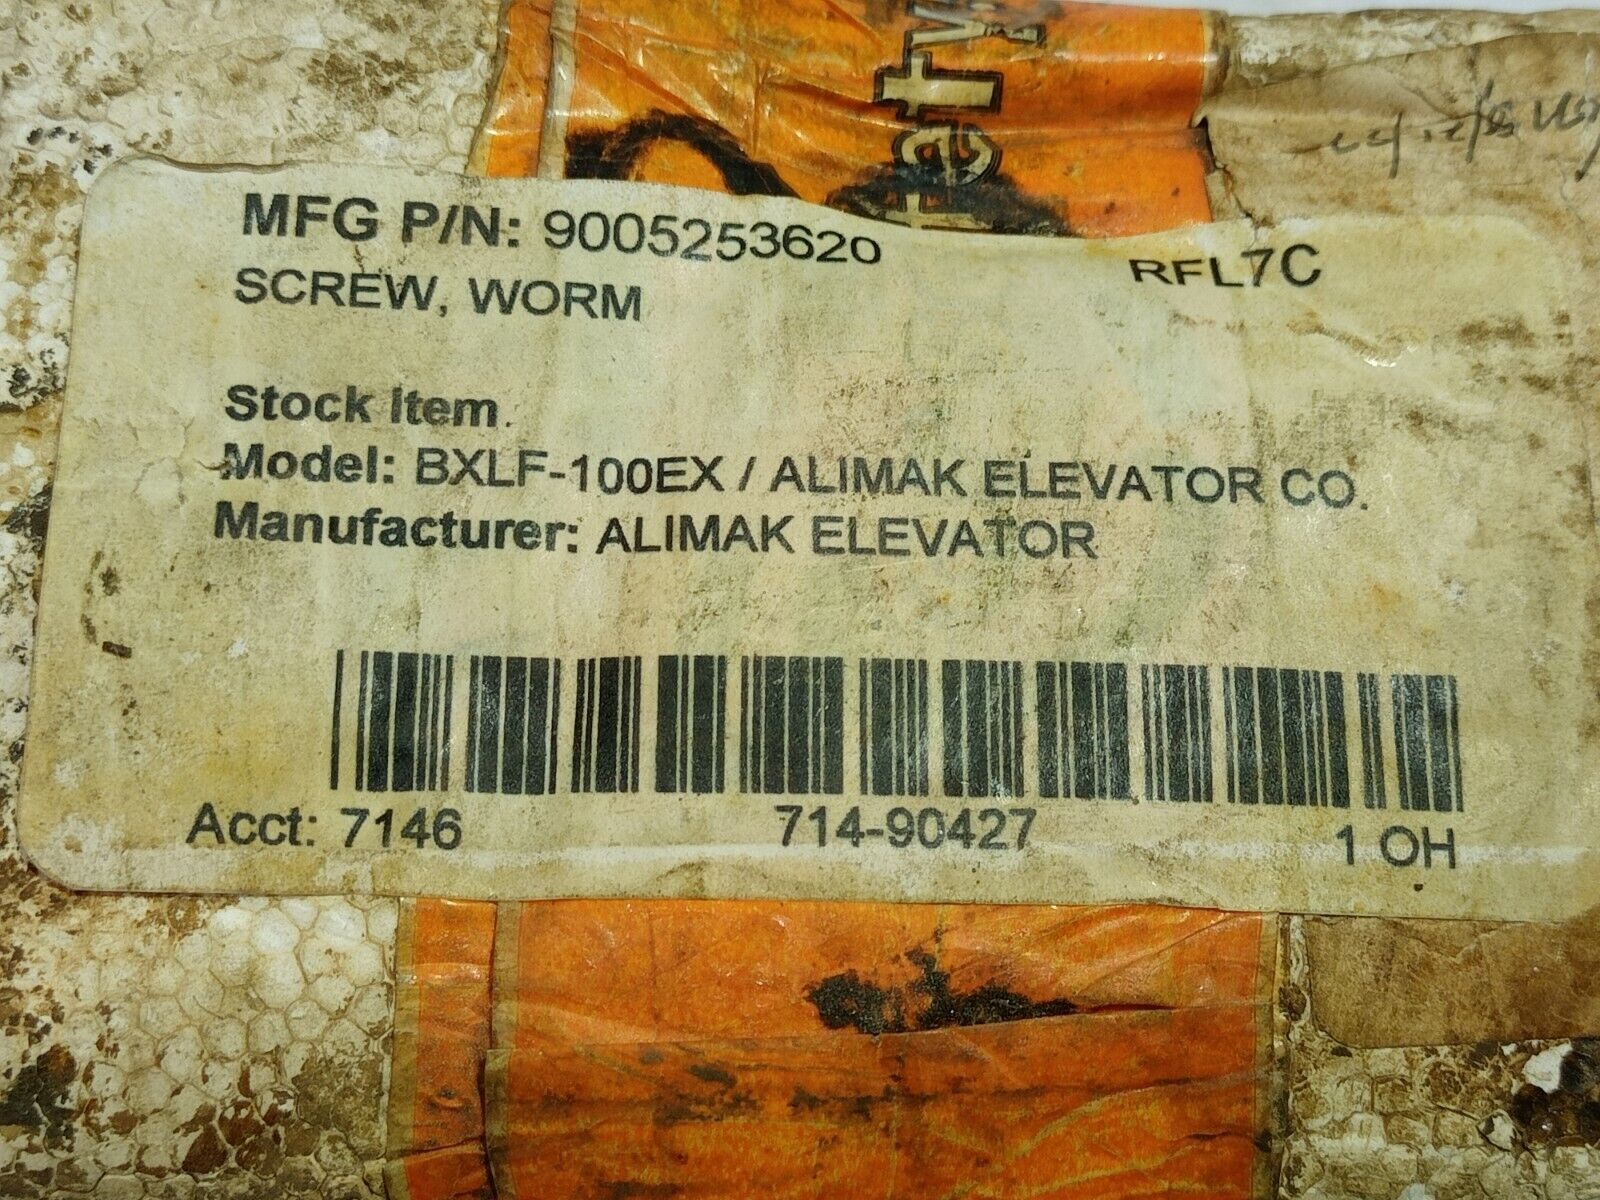 MFG P/N: 9005253620 RFL7C
SCREW, WORM
Stock Item.
Model: BXLF-100EX / ALIMAK ELEVATOR CO.
Manufacturer: ALIMAK ELEVATOR
Acct: 7146 714-90427 1 OH